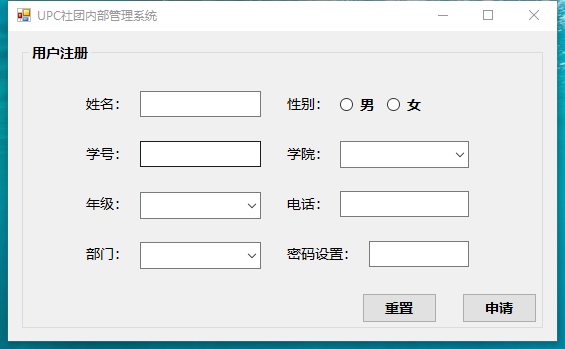 UPC社团内部管理系统
用户注册
姓名： 性别： 男 女
学号： 学院：
年级： 电话：
部门： 密码设置：
重置 申请